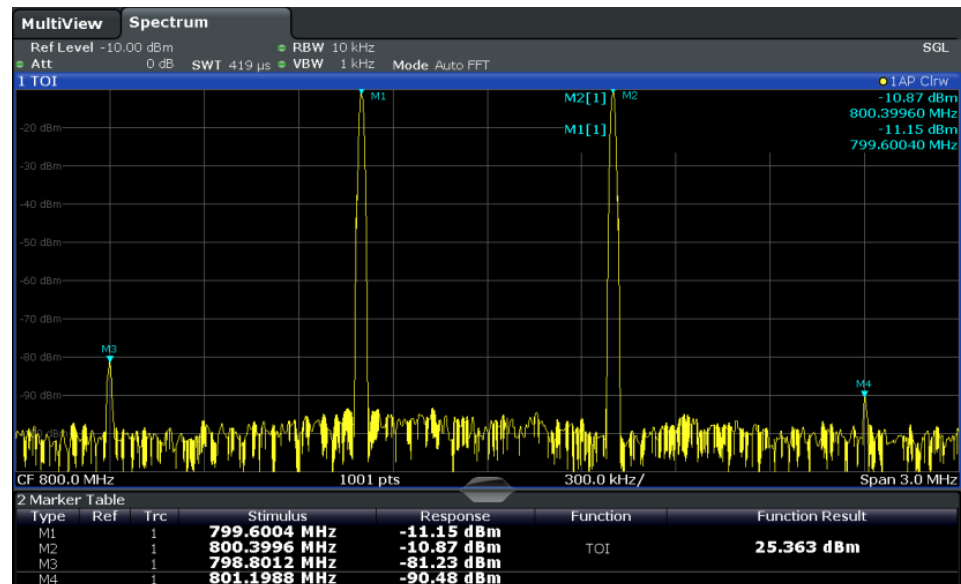 MultiView Spectrum
Ref Level -10.00 dBm RBW 10 kHz SGL
Att 0 dB SWT 419 µs VBW 1 kHz Mode Auto FFT
1 TOI 1AP Clrw
M1 M2[1] M2 -10.87 dBm
800.39960 MHz
-20 dBm M1[1] -11.15 dBm
799.60040 MHz
-30 dBm
-40 dBm
-50 dBm
-60 dBm
-70 dBm
M3
-80 dBm
M4
-90 dBm
CF 800.0 MHz 1001 pts 300.0 kHz/ Span 3.0 MHz
2 Marker Table
Type Ref Trc Stimulus Response Function Function Result
M1 1 799.6004 MHz -11.15 dBm
M2 1 800.3996 MHz -10.87 dBm TOI 25.363 dBm
M3 1 798.8012 MHz -81.23 dBm
M4 1 801.1988 MHz -90.48 dBm